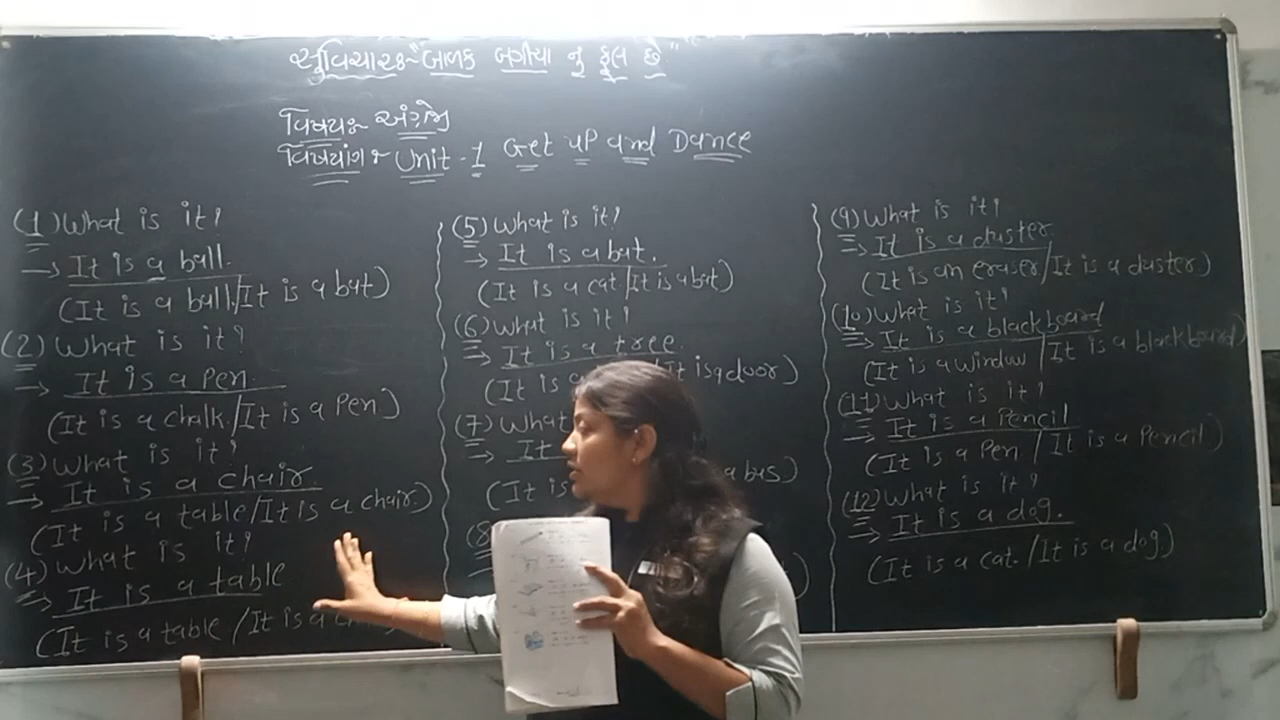 સુવિચારઃ- "બાળક બગીચા નુ ફૂલ છે"
વિષયઃ- અંગ્રેજી
વિષયાંગઃ- Unit - 1 Get up and Dance
(1) What is it?
→ It is a ball.
(It is a ball./It is a bat)
(2) What is it?
→ It is a Pen.
(It is a chalk./It is a Pen.)
(3) What is it?
→ It is a chair.
(It is a table/It is a chair)
(4) What is it?
→ It is a table
(It is a table /It is a
(5) What is it?
→ It is a bat.
(It is a cat./It is a bat)
(6) What is it?
→ It is a tree.
(It is a It is a door)
(7) What
→ It
(It is a bus)
(8
(9) What is it?
→ It is a duster.
(It is an eraser/It is a duster.)
(10) What is it?
→ It is a blackboard
(It is a window /It is a blackboard)
(11) What is it?
→ It is a Pencil
(It is a Pen /It is a Pencil)
(12) What is it?
→ It is a dog.
(It is a cat. /It is a dog)